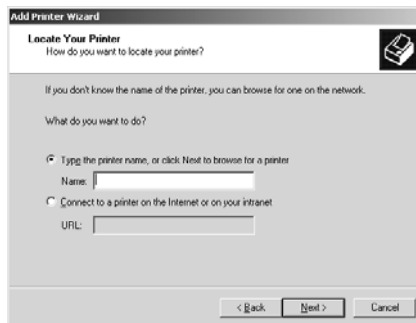 Add Printer Wizard
Locate Your Printer
How do you want to locate your printer?
If you don't know the name of the printer, you can browse for one on the network.
What do you want to do?
Type the printer name, or click Next to browse for a printer
Name:
Connect to a printer on the Internet or on your intranet
URL:
< Back
Next >
Cancel